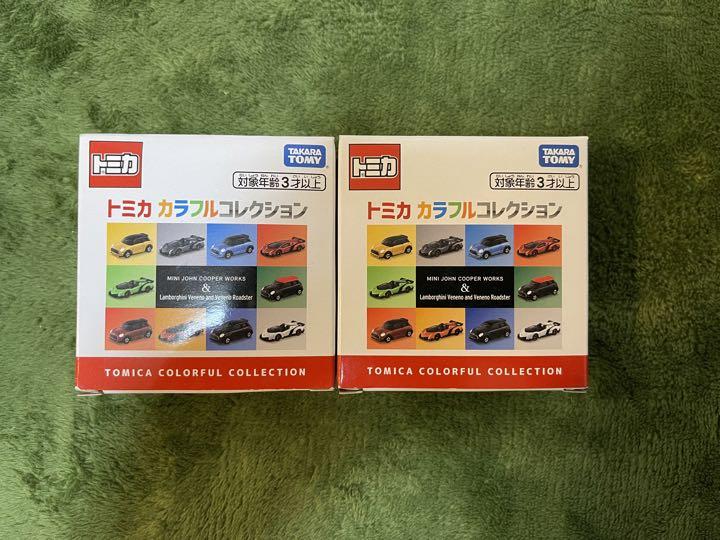 トミカ
TAKARA TOMY
対象年齢3才以上
トミカ カラフルコレクション
MINI JOHN COOPER WORKS
&
Lamborghini Veneno and Veneno Roadster
TOMICA COLORFUL COLLECTION
トミカ
TAKARA TOMY
対象年齢3才以上
トミカ カラフルコレクション
MINI JOHN COOPER WORKS
&
Lamborghini Veneno and Veneno Roadster
TOMICA COLORFUL COLLECTION